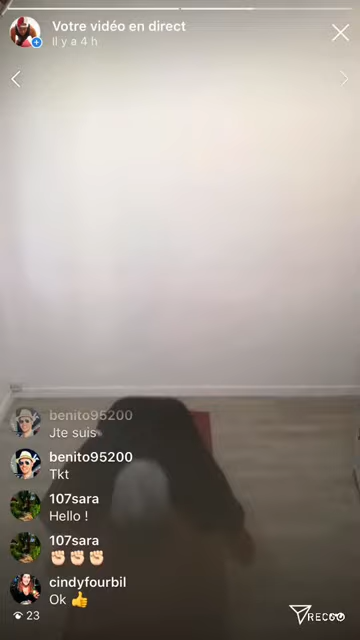 Votre vidéo en direct
Il y a 4 h
benito95200
Jte suis
benito95200
Tkt
107sara
Hello !
107sara
✊🏻✊🏻✊🏻
cindyfourbil
Ok 👍
23